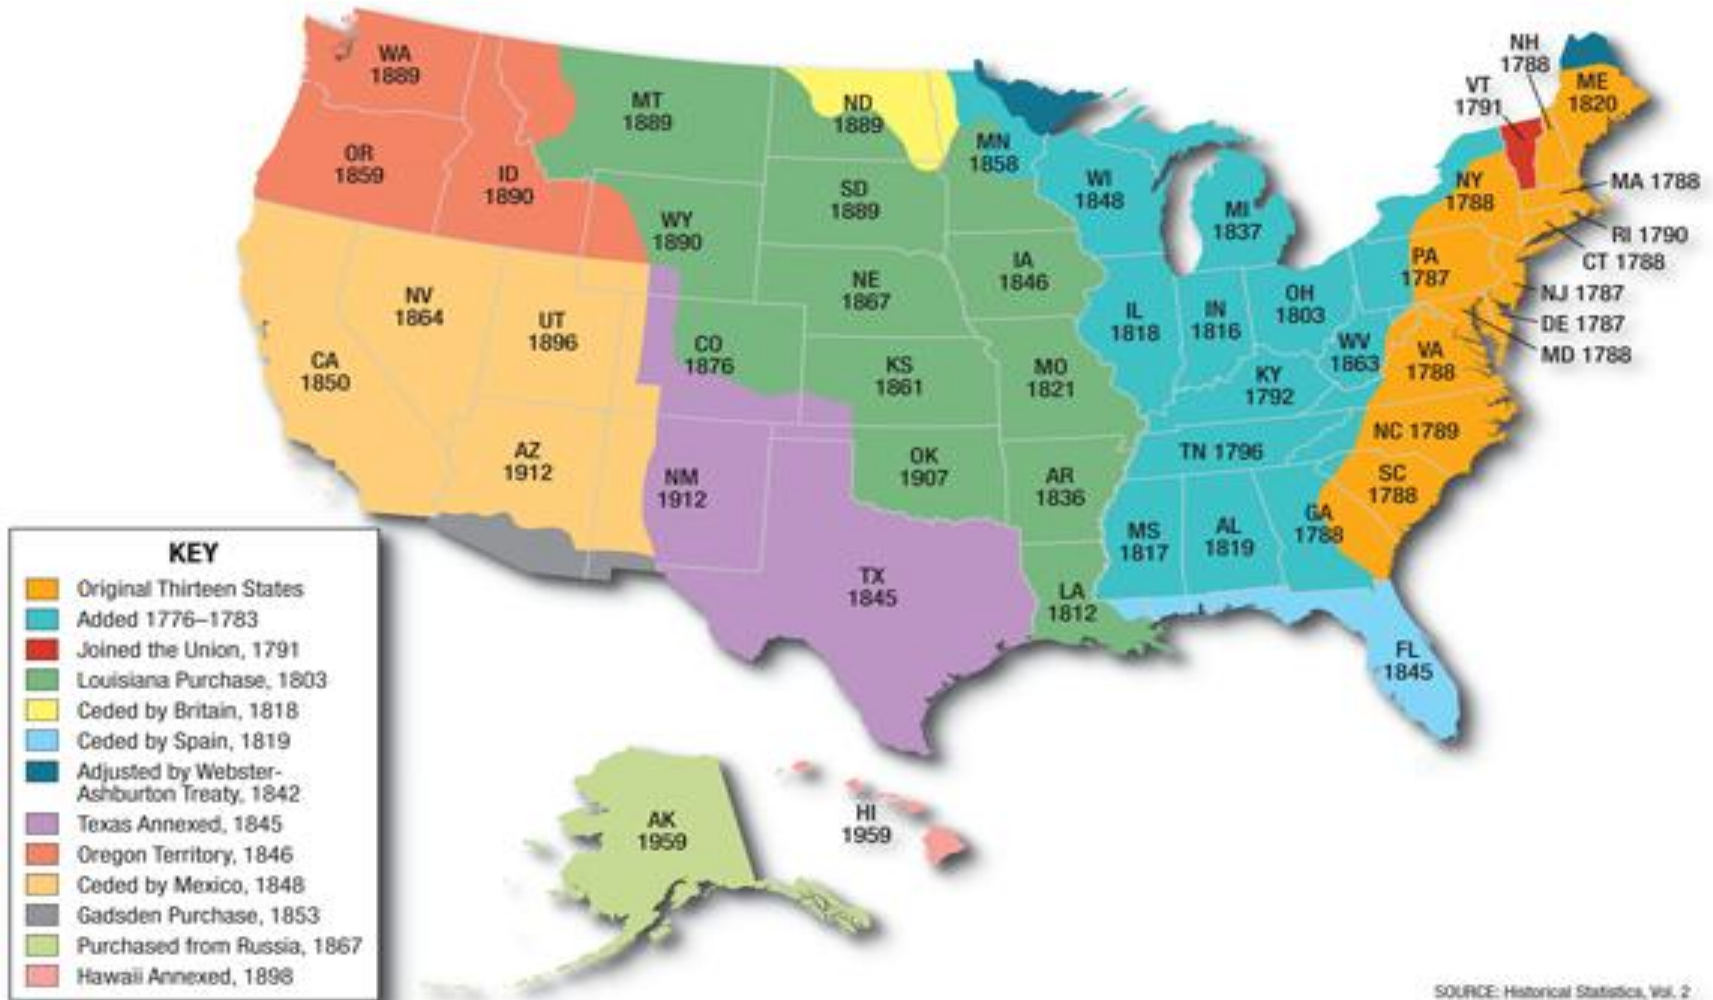 WA
1889
OR
1859
ID
1890
MT
1889
ND
1889
MN
1858
SD
1889
WY
1890
NE
1867
IA
1846
WI
1848
MI
1837
NV
1864
UT
1896
CA
1850
CO
1876
KS
1861
MO
1821
IL
1818
IN
1816
OH
1803
WV
1863
KY
1792
TN 1796
AZ
1912
NM
1912
OK
1907
AR
1836
MS
1817
AL
1819
GA
1788
TX
1845
LA
1812
FL
1845
NH
1788
VT
1791
ME
1820
NY
1788
MA 1788
RI 1790
CT 1788
PA
1787
NJ 1787
DE 1787
MD 1788
VA
1788
NC 1789
SC
1788
AK
1959
HI
1959
KEY
Original Thirteen States
Added 1776–1783
Joined the Union, 1791
Louisiana Purchase, 1803
Ceded by Britain, 1818
Ceded by Spain, 1819
Adjusted by Webster-
Ashburton Treaty, 1842
Texas Annexed, 1845
Oregon Territory, 1846
Ceded by Mexico, 1848
Gadsden Purchase, 1853
Purchased from Russia, 1867
Hawaii Annexed, 1898
SOURCE: Historical Statistics, Vol. 2